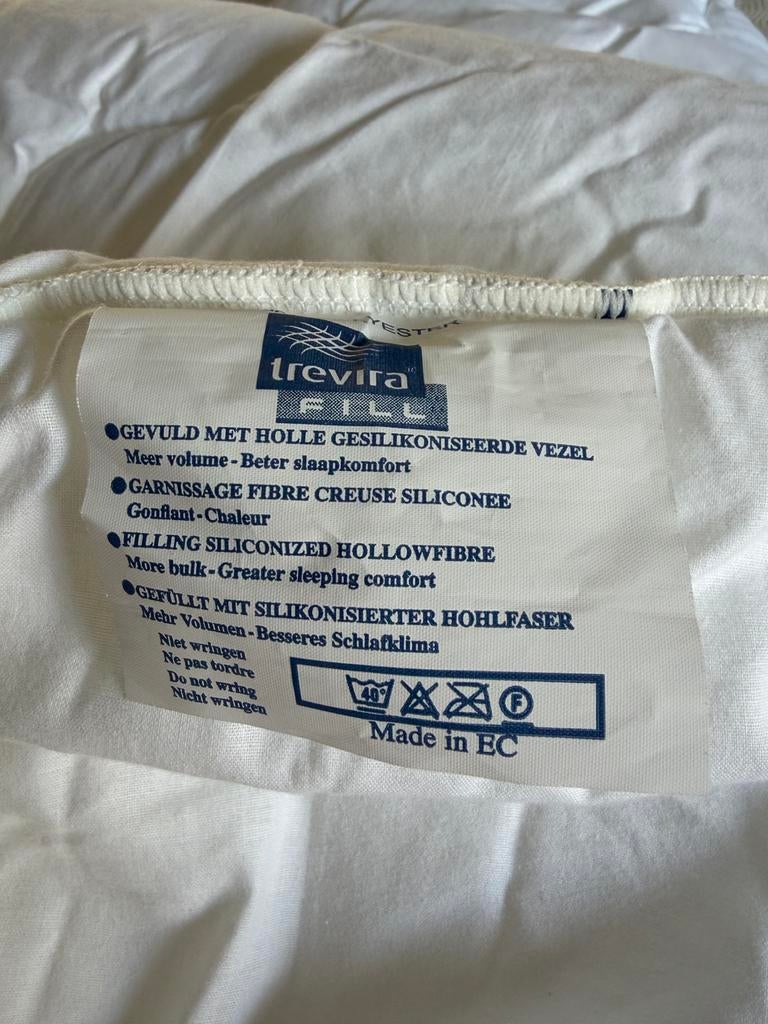 trevira
FILL
●GEVULD MET HOLLE GESILIKONISEERDE VEZEL
Meer volume - Beter slaapkomfort
●GARNISSAGE FIBRE CREUSE SILICONEE
Gonflant - Chaleur
●FILLING SILICONIZED HOLLOWFIBRE
More bulk - Greater sleeping comfort
●GEFÜLLT MIT SILIKONISIERTER HOHLFASER
Mehr Volumen - Besseres Schlafklima
Niet wringen
Ne pas tordre
Do not wring
Nicht wringen
40° F
Made in EC